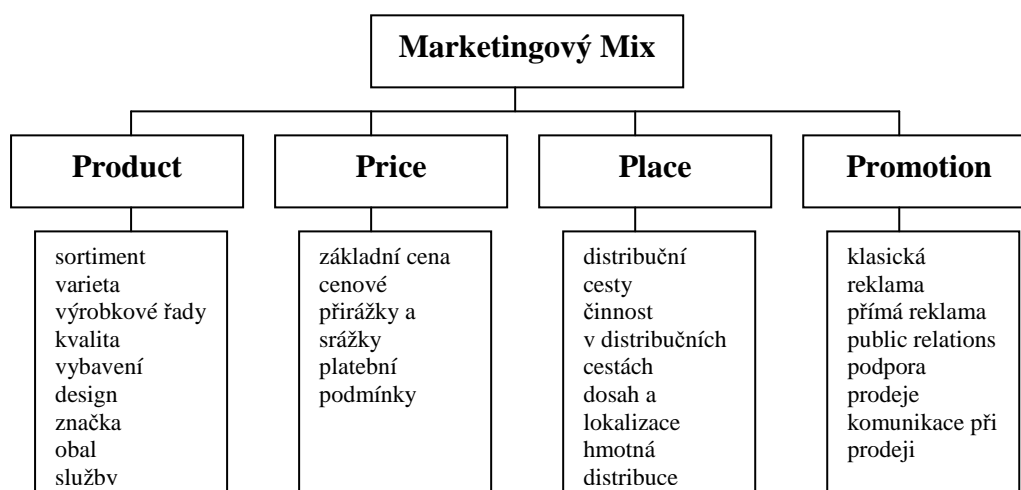 Marketingový Mix
Product
Price
Place
Promotion
sortiment
varieta
výrobkové řady
kvalita
vybavení
design
značka
obal
služby
základní cena
cenové
přirážky a
srážky
platební
podmínky
distribuční
cesty
činnost
v distribučních
cestách
dosah a
lokalizace
hmotná
distribuce
klasická
reklama
přímá reklama
public relations
podpora
prodeje
komunikace při
prodeji